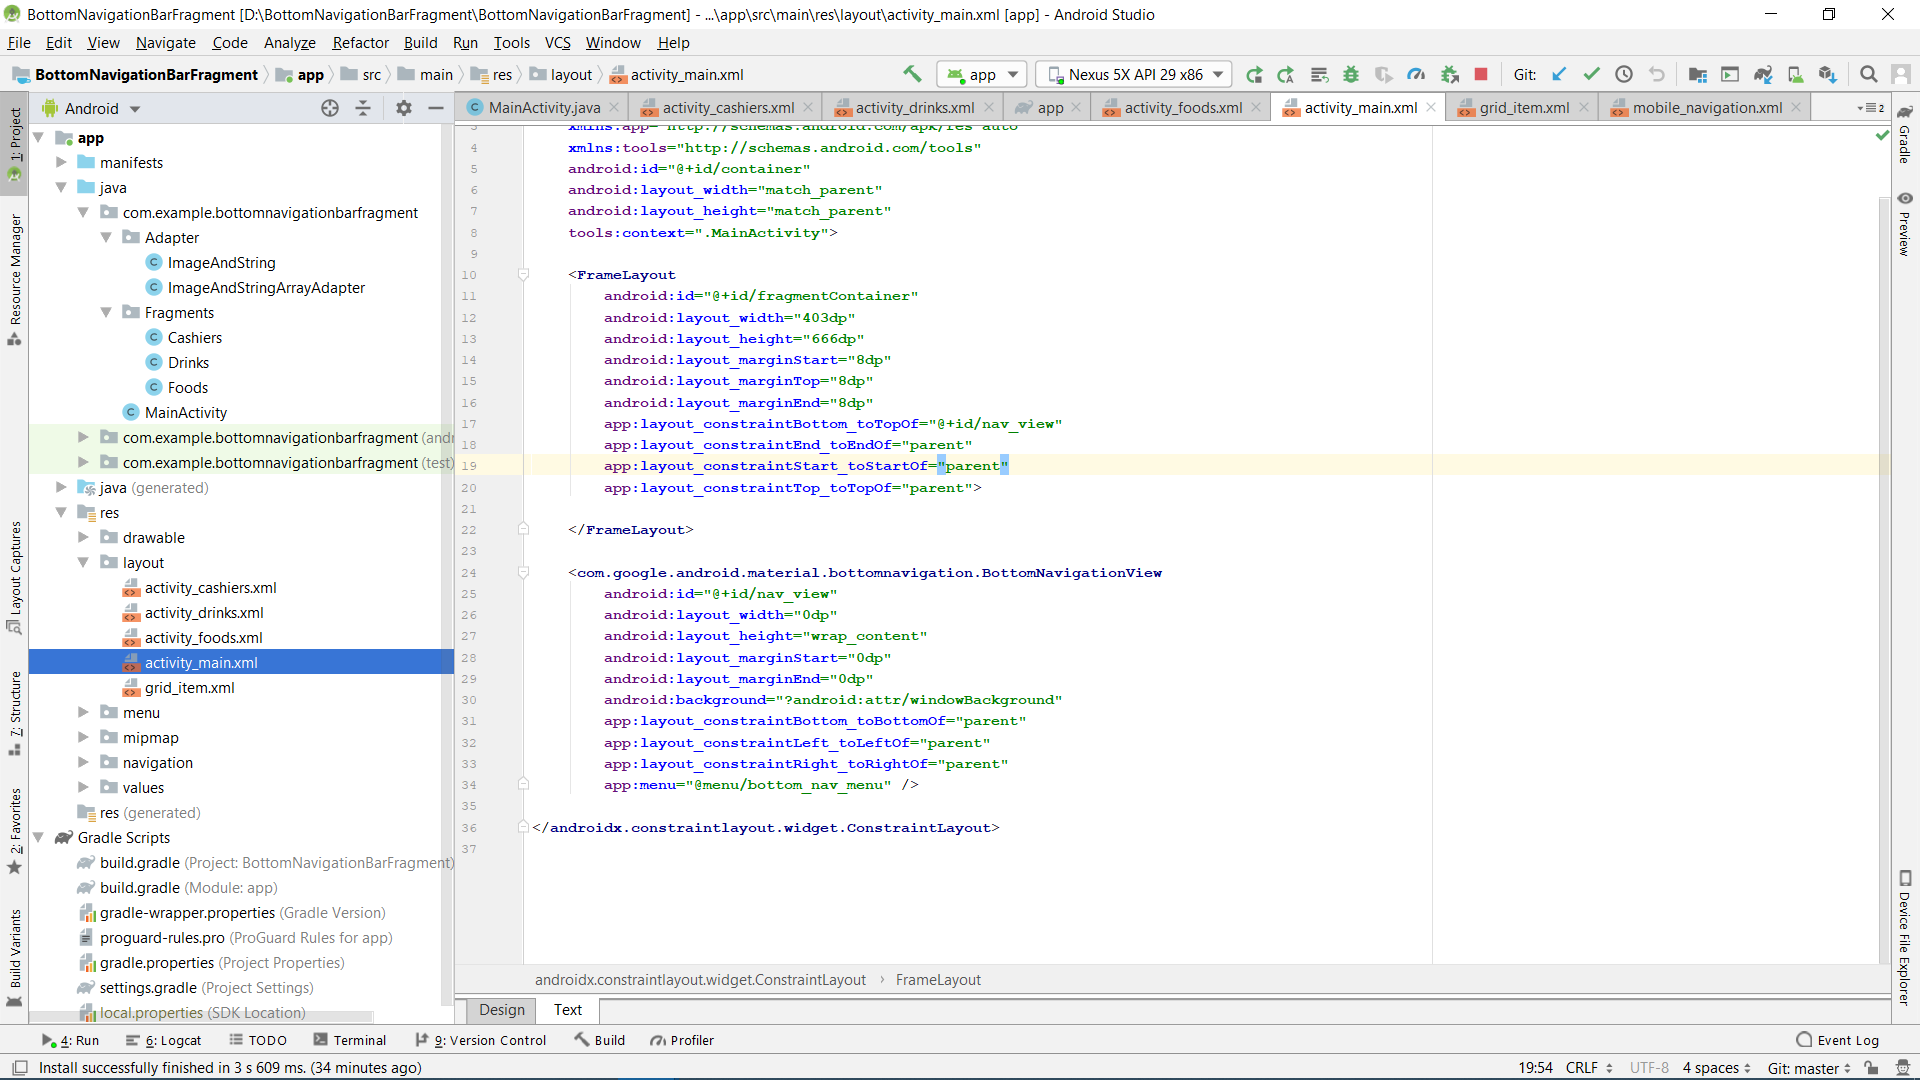 BottomNavigationBarFragment [D:\BottomNavigationBarFragment\BottomNavigationBarFragment] - ...\app\src\main\res\layout\activity_main.xml [app] - Android Studio
File Edit View Navigate Code Analyze Refactor Build Run Tools VCS Window Help
BottomNavigationBarFragment app src main res layout activity_main.xml app Nexus 5X API 29 x86 Git:
Android MainActivity.java activity_cashiers.xml activity_drinks.xml app activity_foods.xml activity_main.xml grid_item.xml mobile_navigation.xml 2
1: Project
Resource Manager
Layout Captures
7: Structure
2: Favorites
Build Variants
app
manifests
java
com.example.bottomnavigationbarfragment
Adapter
ImageAndString
ImageAndStringArrayAdapter
Fragments
Cashiers
Drinks
Foods
MainActivity
com.example.bottomnavigationbarfragment (andr
com.example.bottomnavigationbarfragment (test)
java (generated)
res
drawable
layout
activity_cashiers.xml
activity_drinks.xml
activity_foods.xml
activity_main.xml
grid_item.xml
menu
mipmap
navigation
values
res (generated)
Gradle Scripts
build.gradle (Project: BottomNavigationBarFragment)
build.gradle (Module: app)
gradle-wrapper.properties (Gradle Version)
proguard-rules.pro (ProGuard Rules for app)
gradle.properties (Project Properties)
settings.gradle (Project Settings)
local.properties (SDK Location)
3 xmlns:app="http://schemas.android.com/apk/res-auto"
4 xmlns:tools="http://schemas.android.com/tools"
5 android:id="@+id/container"
6 android:layout_width="match_parent"
7 android:layout_height="match_parent"
8 tools:context=".MainActivity">
9
10 <FrameLayout
11 android:id="@+id/fragmentContainer"
12 android:layout_width="403dp"
13 android:layout_height="666dp"
14 android:layout_marginStart="8dp"
15 android:layout_marginTop="8dp"
16 android:layout_marginEnd="8dp"
17 app:layout_constraintBottom_toTopOf="@+id/nav_view"
18 app:layout_constraintEnd_toEndOf="parent"
19 app:layout_constraintStart_toStartOf="parent"
20 app:layout_constraintTop_toTopOf="parent">
21
22 </FrameLayout>
23
24 <com.google.android.material.bottomnavigation.BottomNavigationView
25 android:id="@+id/nav_view"
26 android:layout_width="0dp"
27 android:layout_height="wrap_content"
28 android:layout_marginStart="0dp"
29 android:layout_marginEnd="0dp"
30 android:background="?android:attr/windowBackground"
31 app:layout_constraintBottom_toBottomOf="parent"
32 app:layout_constraintLeft_toLeftOf="parent"
33 app:layout_constraintRight_toRightOf="parent"
34 app:menu="@menu/bottom_nav_menu" />
35
36 </androidx.constraintlayout.widget.ConstraintLayout>
37
androidx.constraintlayout.widget.ConstraintLayout › FrameLayout
Design Text
Gradle
Preview
Device File Explorer
4: Run 6: Logcat TODO Terminal 9: Version Control Build Profiler Event Log
Install successfully finished in 3 s 609 ms. (34 minutes ago) 19:54 CRLF UTF-8 4 spaces Git: master